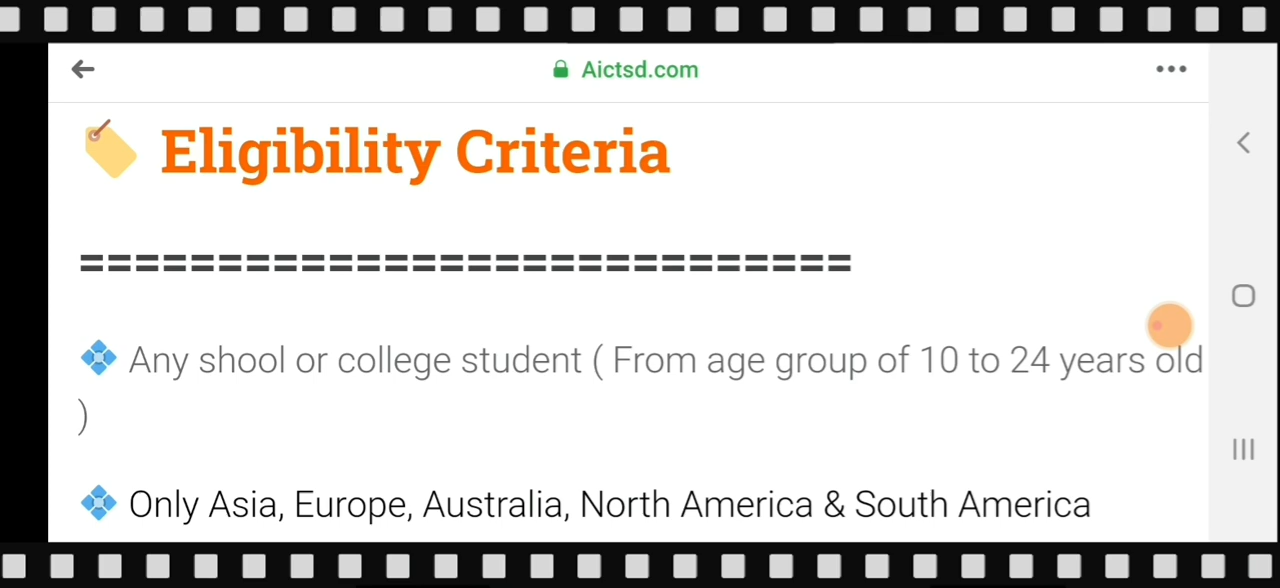 Aictsd.com
Eligibility Criteria
============================
Any shool or college student ( From age group of 10 to 24 years old
)
Only Asia, Europe, Australia, North America & South America